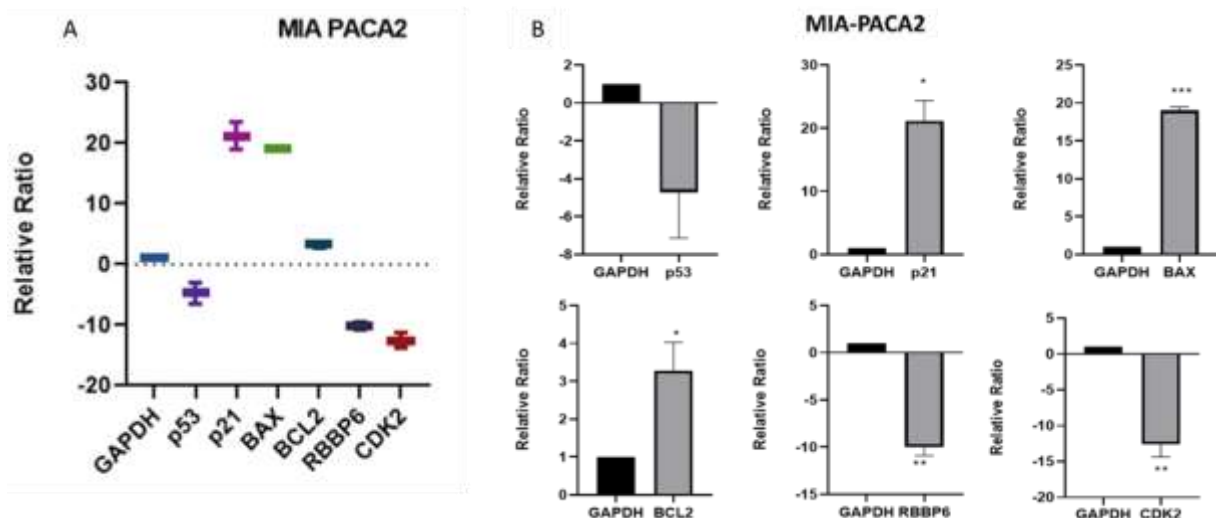 A
MIA PACA2
Relative Ratio
30
20
10
0
-10
-20
GAPDH
p53
p21
BAX
BCL2
RBBP6
CDK2
B
MIA-PACA2
Relative Ratio
2
0
-2
-4
-6
-8
GAPDH p53
Relative Ratio
30
20
10
0
*
GAPDH p21
Relative Ratio
25
20
15
10
5
0
***
GAPDH BAX
Relative Ratio
5
4
3
2
1
0
*
GAPDH BCL2
Relative Ratio
5
0
-5
-10
-15
**
GAPDH RBBP6
Relative Ratio
5
0
-5
-10
-15
-20
**
GAPDH CDK2